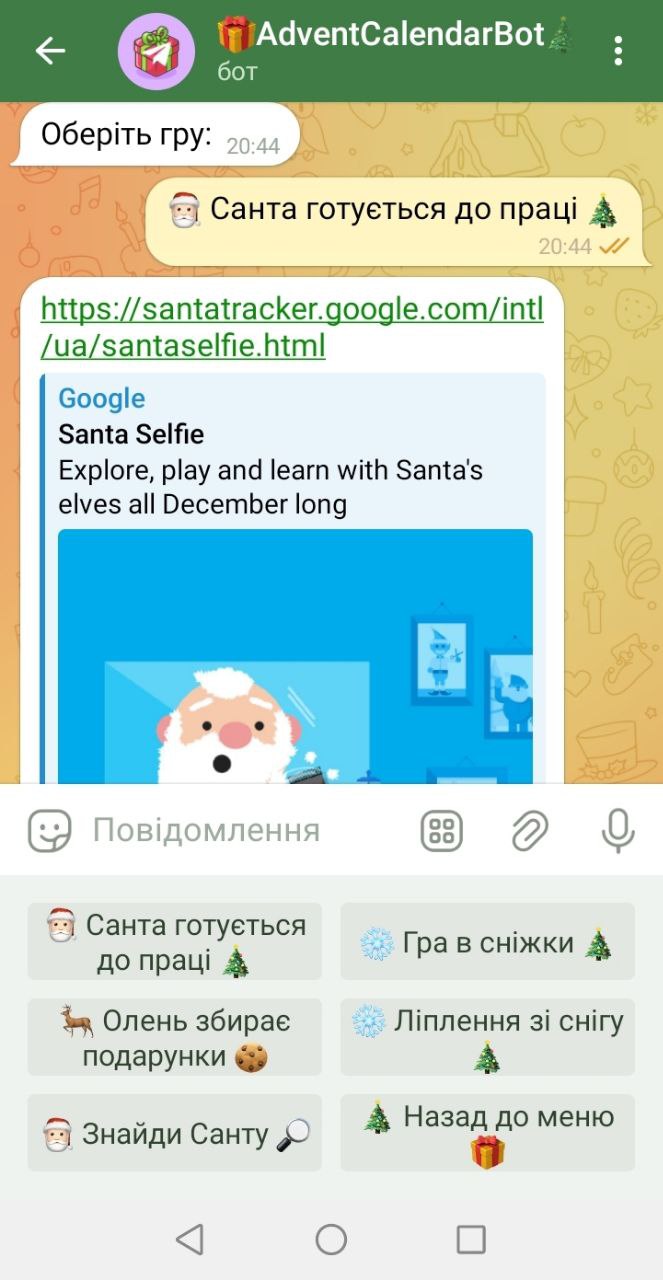 🎁AdventCalendarBot🎄
бот
Оберіть гру: 20:44
🎅🏻 Санта готується до праці 🎄
20:44
https://santatracker.google.com/intl
/ua/santaselfie.html
Google
Santa Selfie
Explore, play and learn with Santa's
elves all December long
Повідомлення
🎅🏻 Санта готується
до праці 🎄
❄️ Гра в сніжки 🎄
🦌 Олень збирає
подарунки 🍪
❄️ Ліплення зі снігу
🎄
🎅🏻 Знайди Санту 🔎
🎄 Назад до меню
🎁